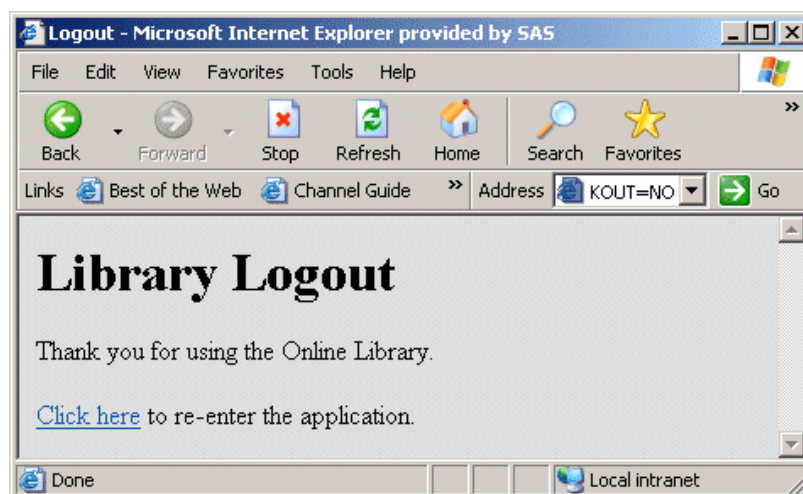 Logout - Microsoft Internet Explorer provided by SAS
File Edit View Favorites Tools Help
Back Forward Stop Refresh Home Search Favorites »
Links Best of the Web Channel Guide » Address KOUT=NO Go
Library Logout
Thank you for using the Online Library.
Click here to re-enter the application.
Done Local intranet